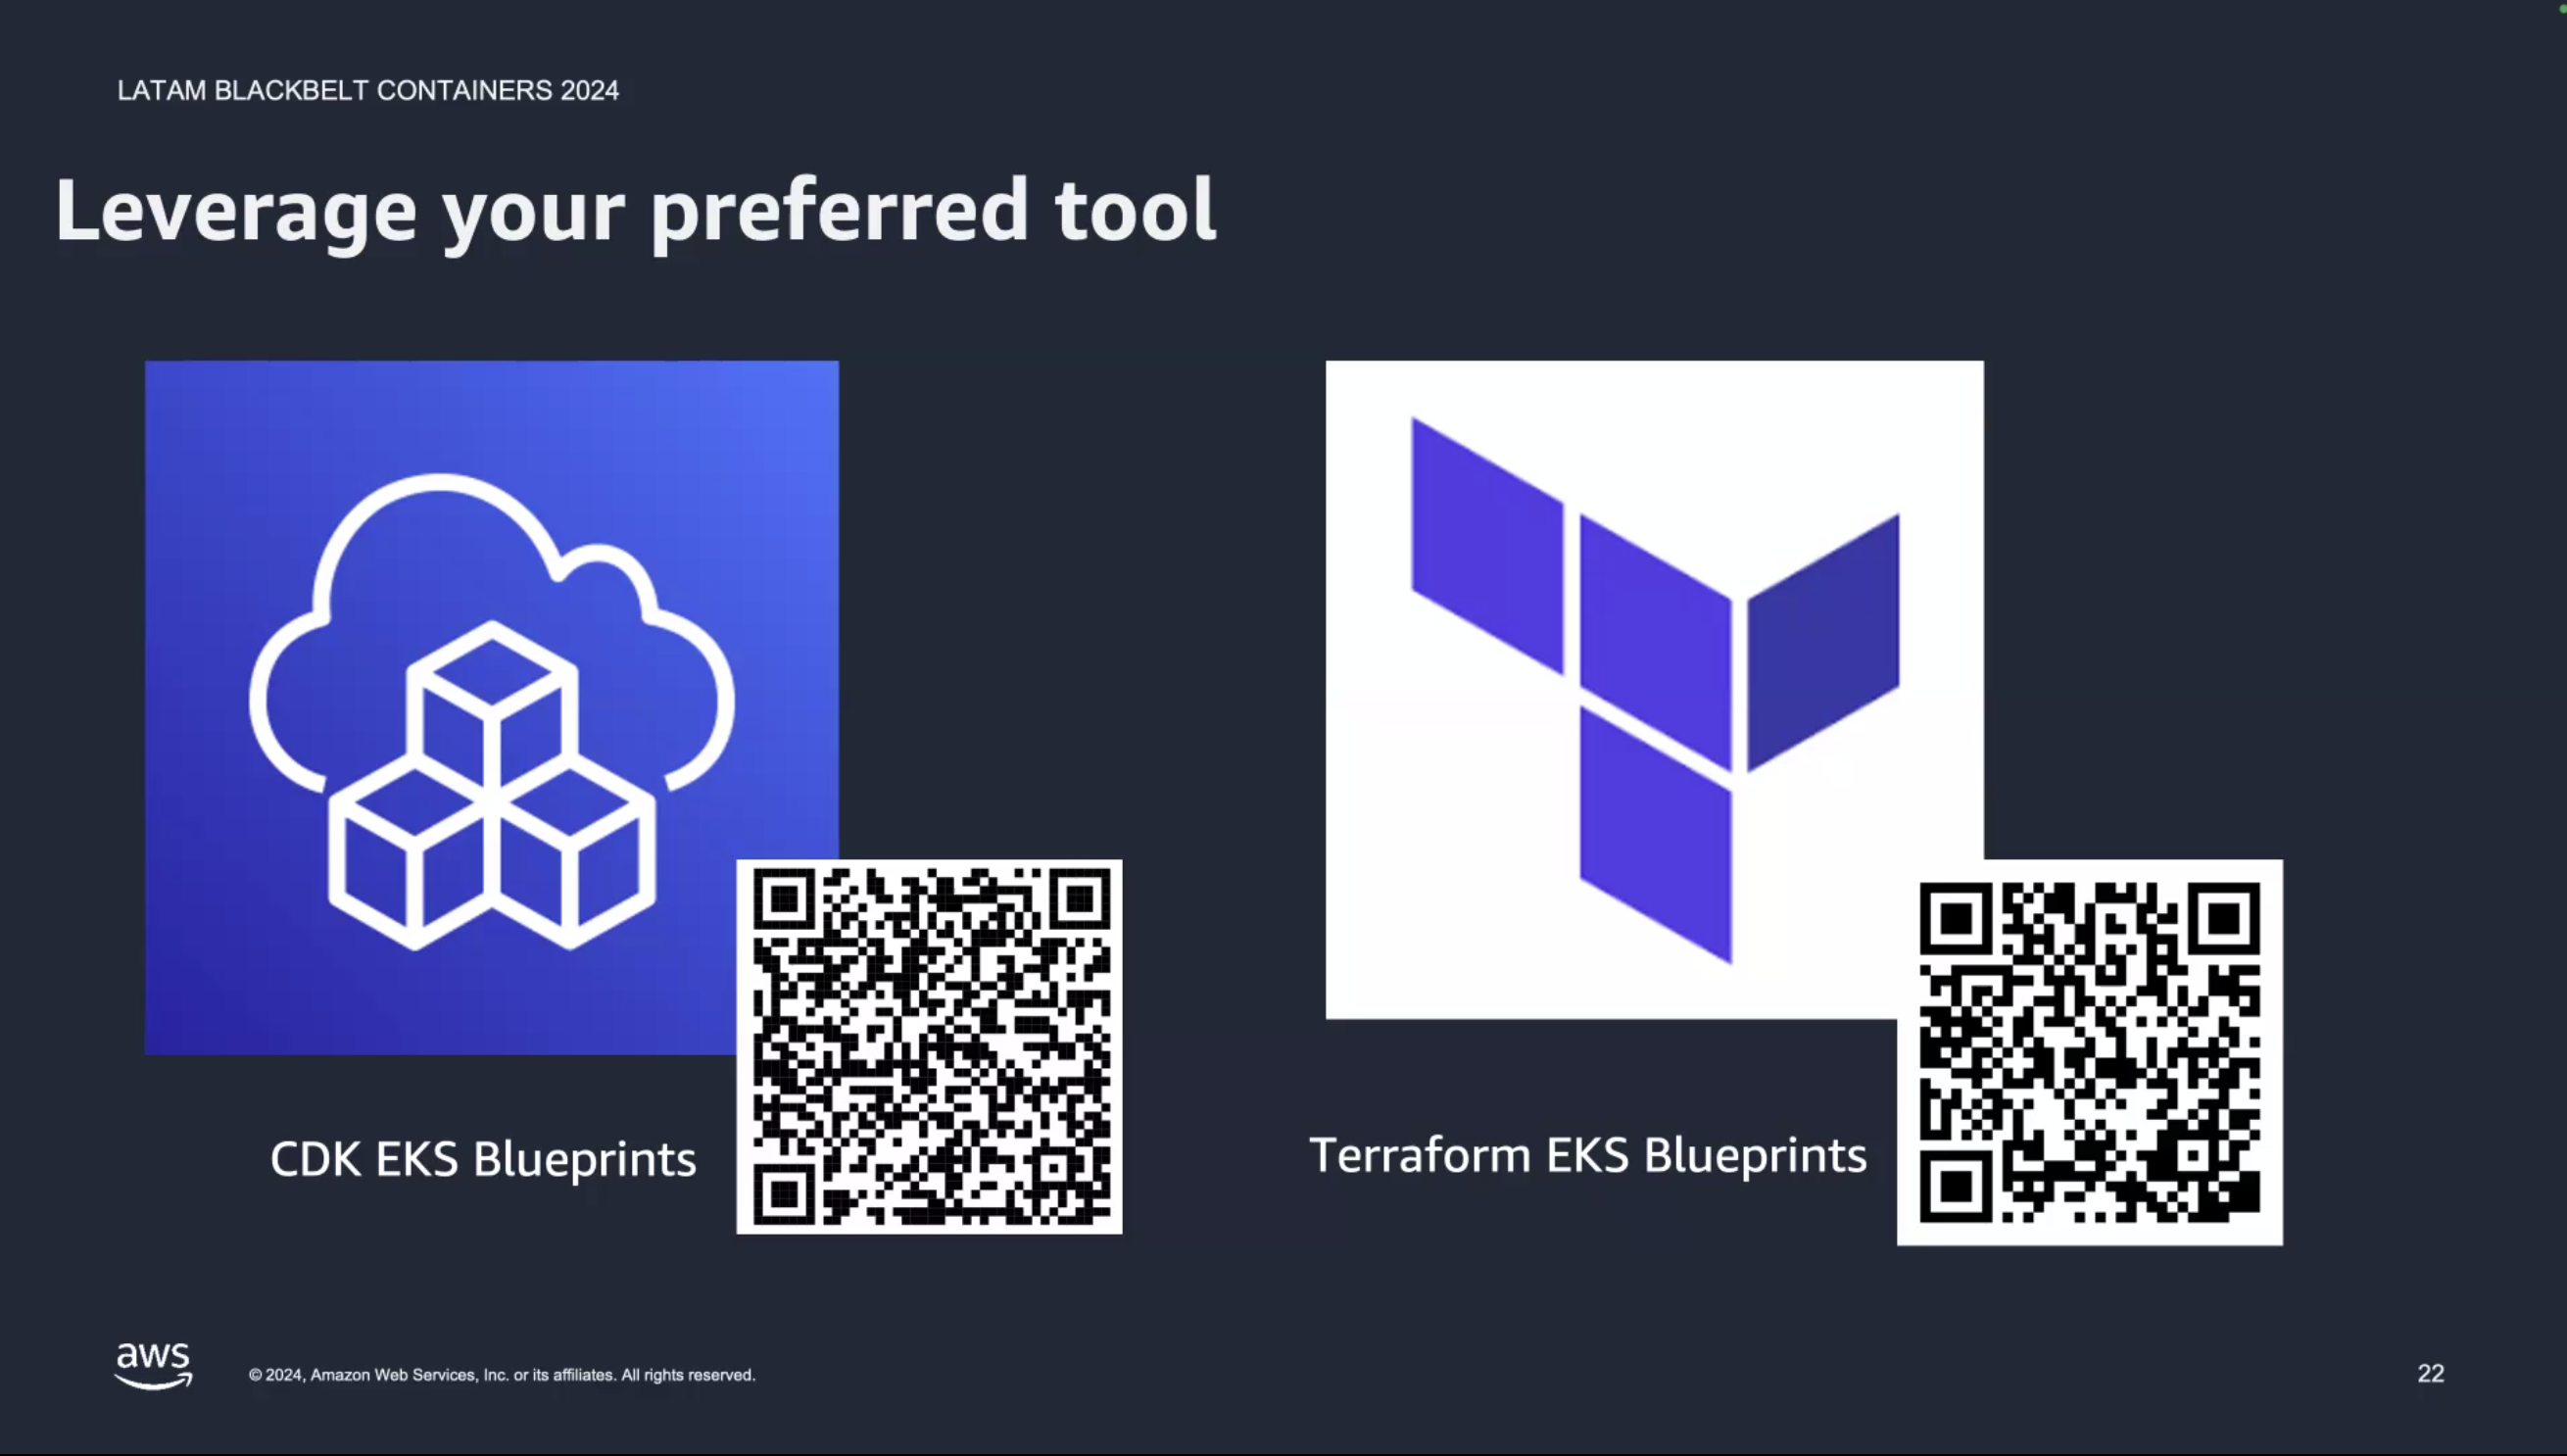 LATAM BLACKBELT CONTAINERS 2024
Leverage your preferred tool
CDK EKS Blueprints
Terraform EKS Blueprints
aws
© 2024, Amazon Web Services, Inc. or its affiliates. All rights reserved.
22